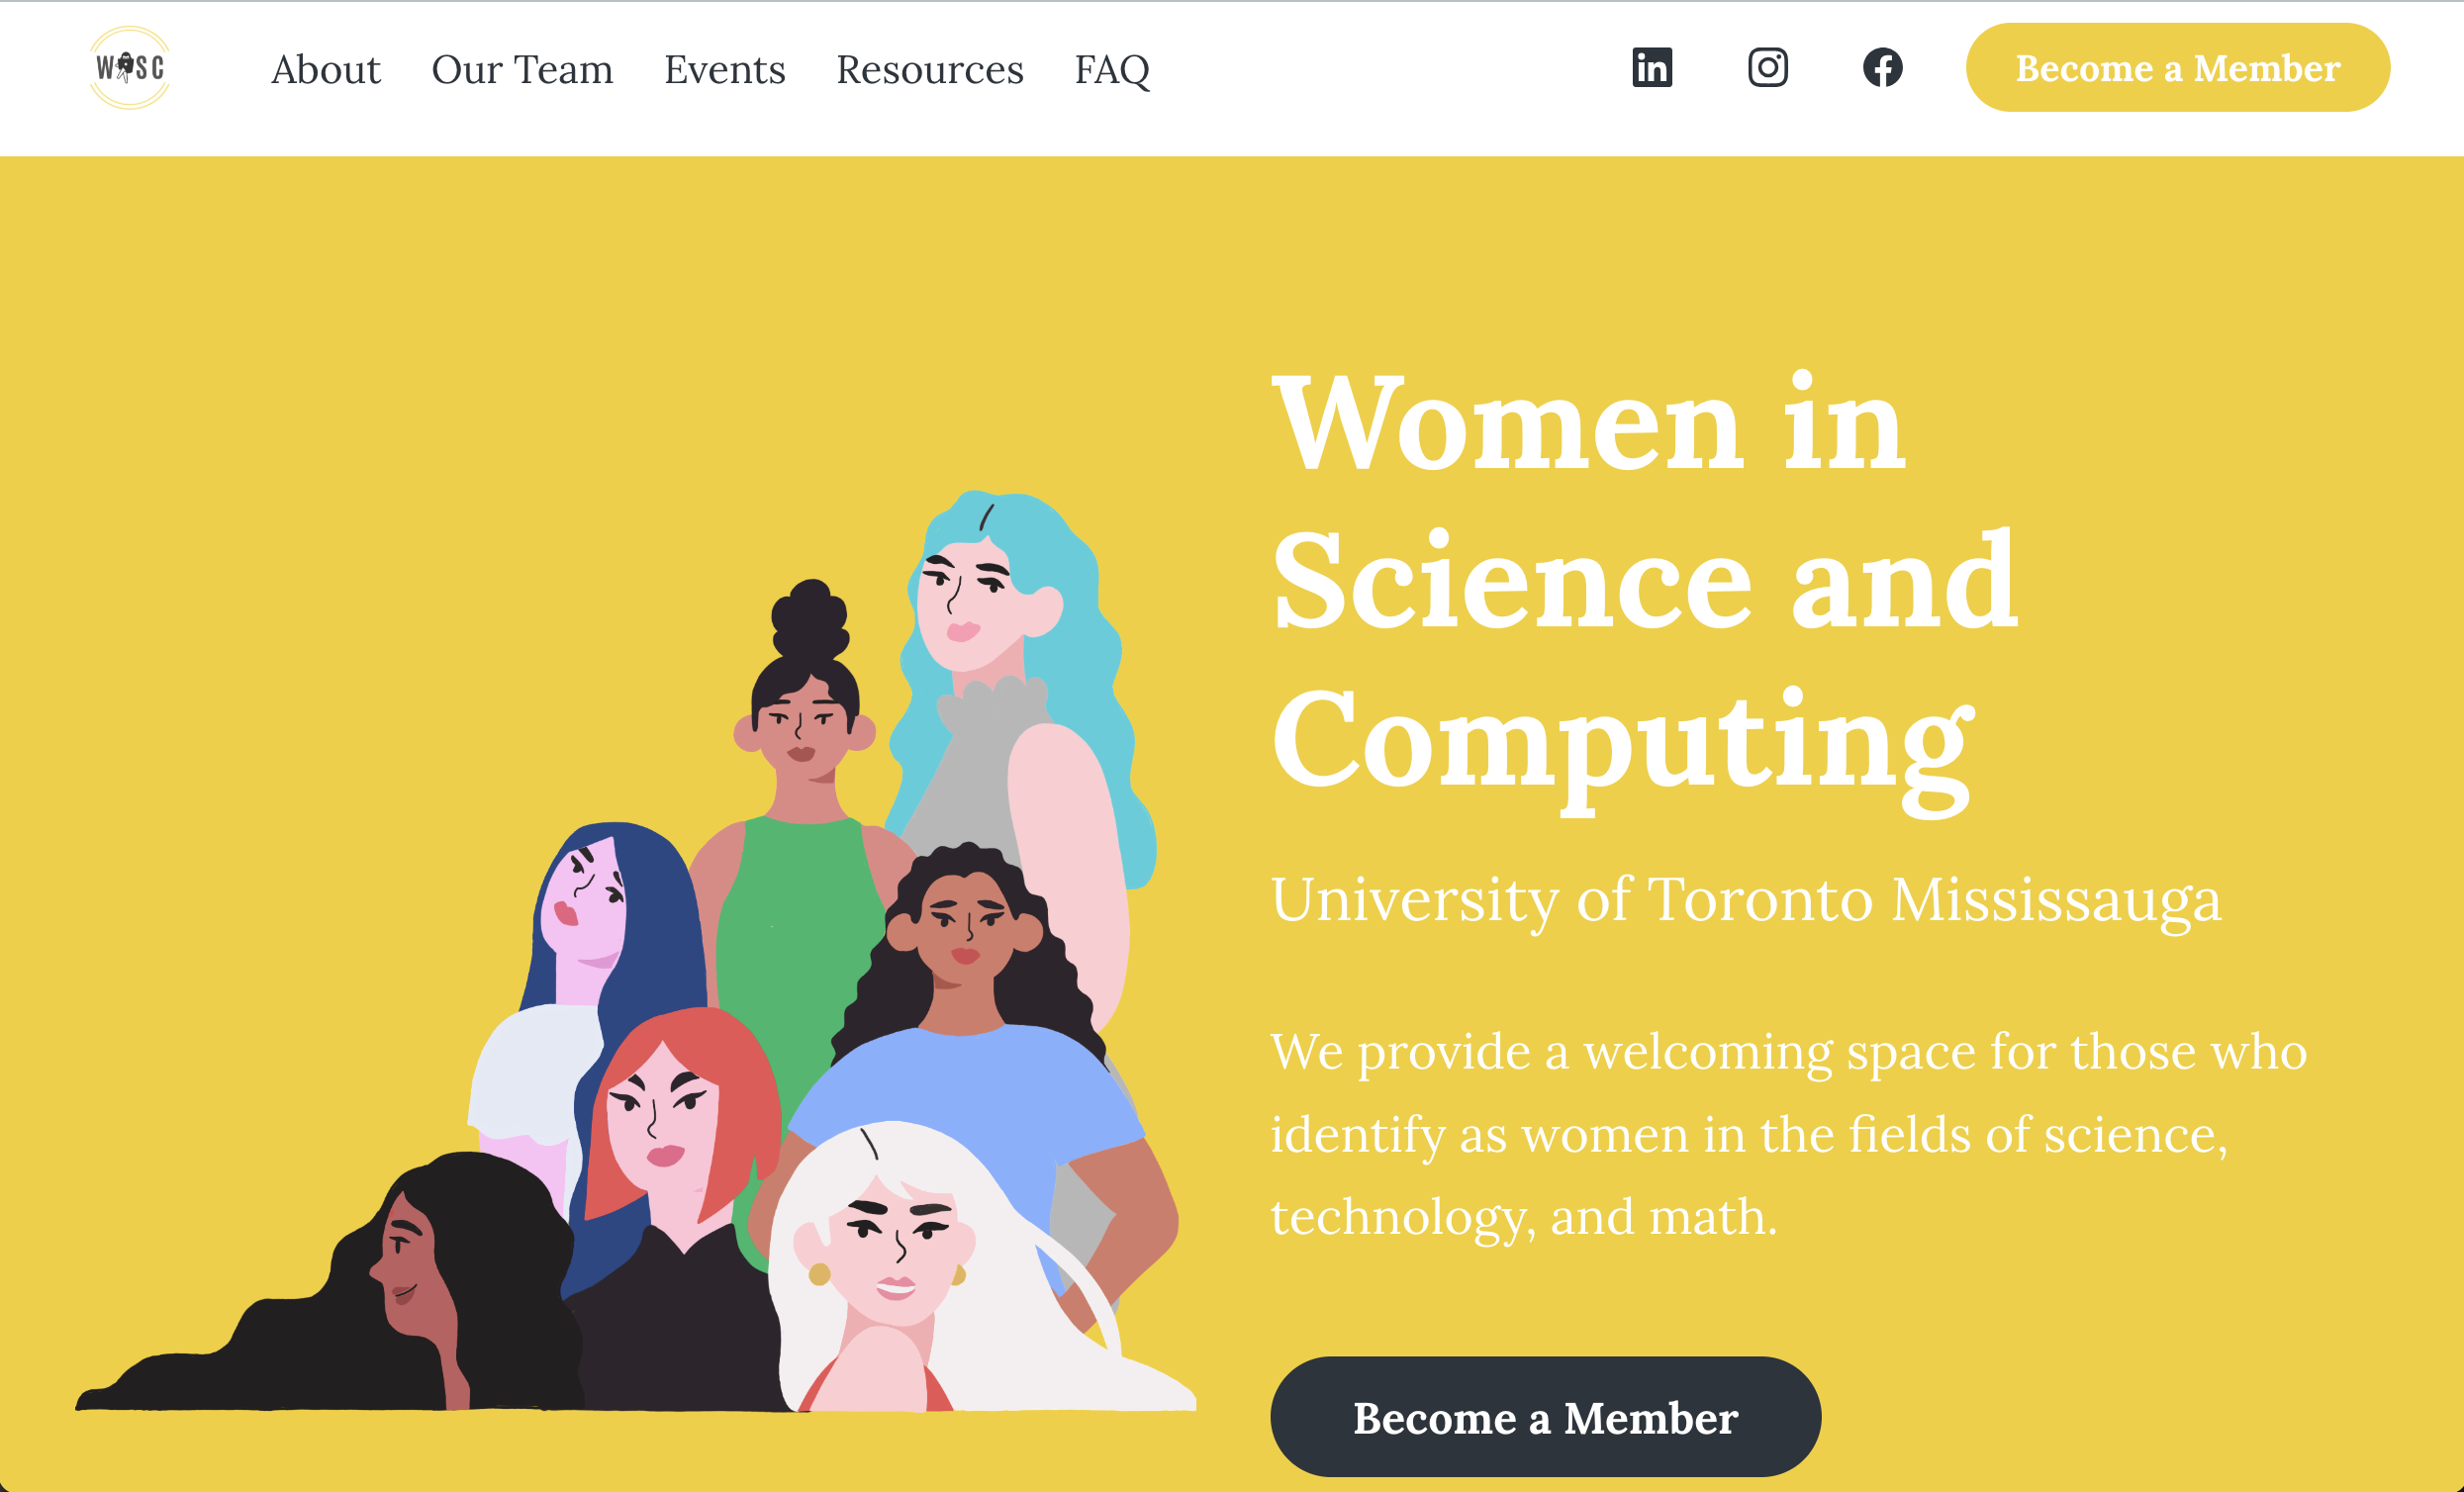 W SC
About
Our Team
Events
Resources
FAQ
Become a Member
Women in
Science and
Computing
University of Toronto Mississauga
We provide a welcoming space for those who
identify as women in the fields of science,
technology, and math.
Become a Member